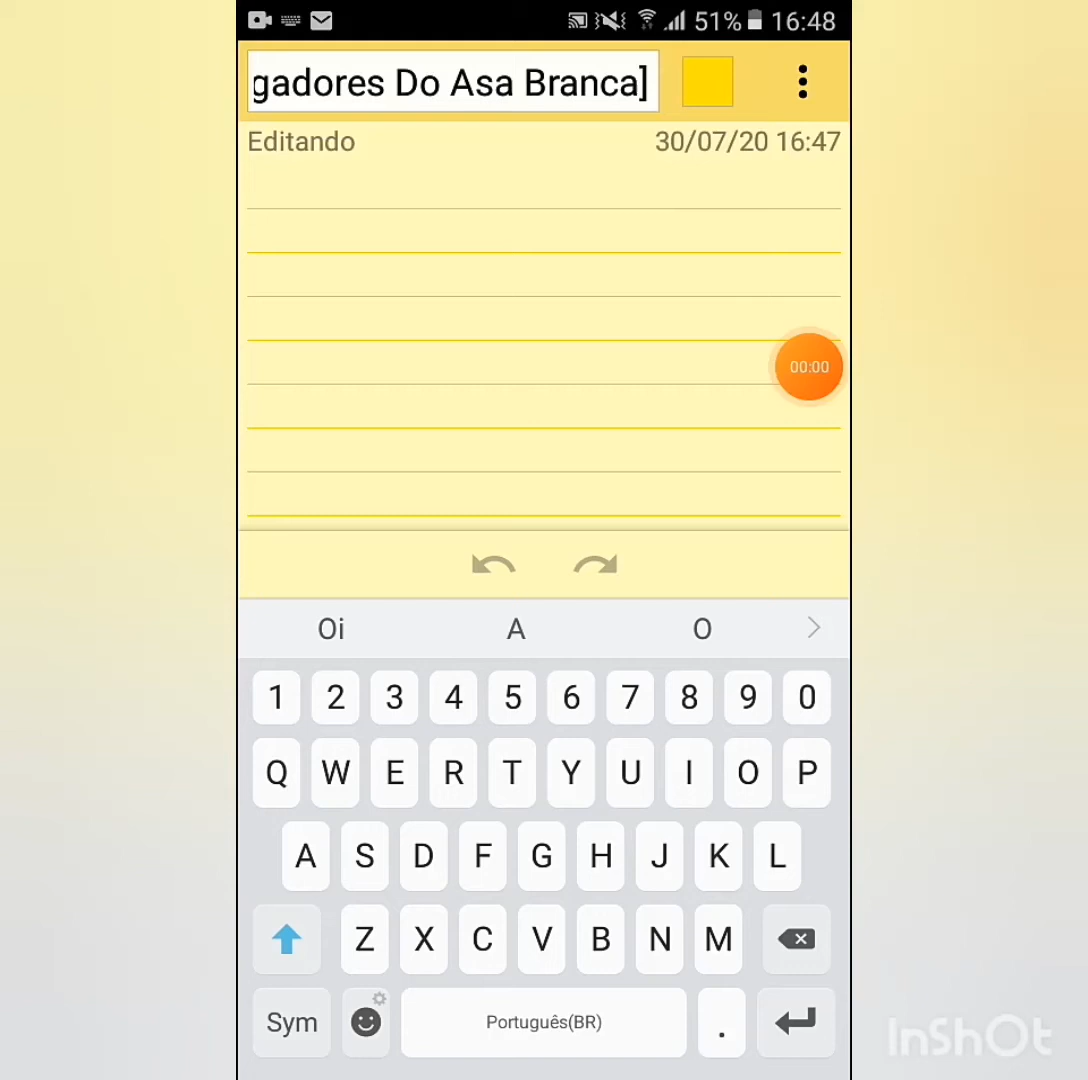 51% 16:48
gadores Do Asa Branca]
Editando 30/07/20 16:47
00:00
Oi A O
1 2 3 4 5 6 7 8 9 0
Q W E R T Y U I O P
A S D F G H J K L
Z X C V B N M
Sym Português(BR) .
InShOt